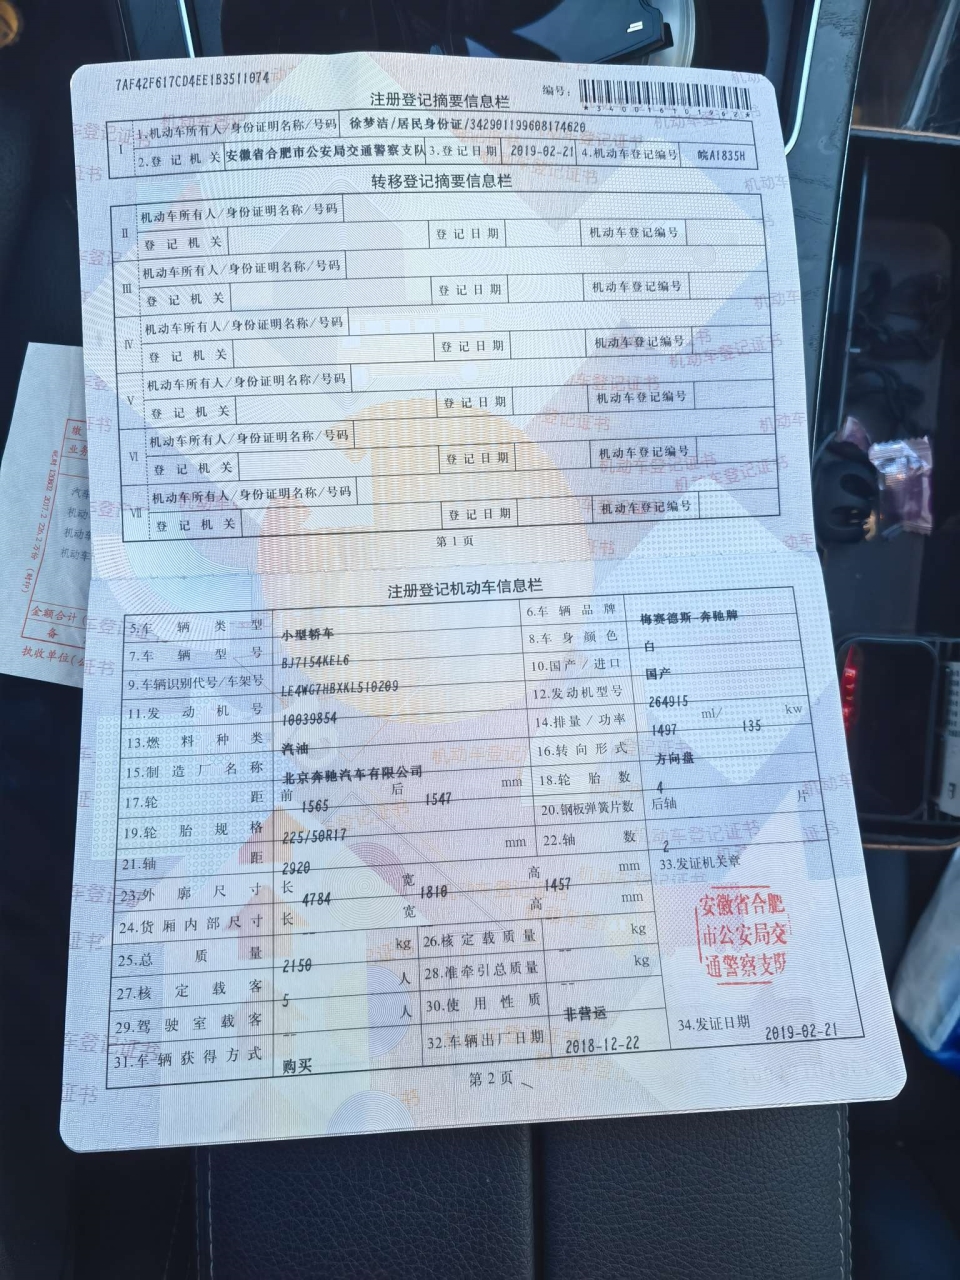 7AF42F617CD4EE1B3511074
注册登记摘要信息栏
编号:
*340016701962*
I
1.机动车所有人/身份证明名称/号码 徐梦洁/居民身份证/342901199608174620
2.登记机关 安徽省合肥市公安局交通警察支队 3.登记日期 2019-02-21 4.机动车登记编号 皖A1835H
转移登记摘要信息栏
II
机动车所有人/身份证明名称/号码
登记机关 登记日期 机动车登记编号
III
机动车所有人/身份证明名称/号码
登记机关 登记日期 机动车登记编号
IV
机动车所有人/身份证明名称/号码
登记机关 登记日期 机动车登记编号
V
机动车所有人/身份证明名称/号码
登记机关 登记日期 机动车登记编号
VI
机动车所有人/身份证明名称/号码
登记机关 登记日期 机动车登记编号
VII
机动车所有人/身份证明名称/号码
登记机关 登记日期 机动车登记编号
第1页
注册登记机动车信息栏
5.车辆类型 小型轿车 6.车辆品牌 梅赛德斯-奔驰牌
7.车辆型号 BJ7154KEL6 8.车身颜色 白
9.车辆识别代号/车架号 LE4WG7HBXKL510209 10.国产/进口 国产
11.发动机号 10039854 12.发动机型号 264915
13.燃料种类 汽油 14.排量/功率 1497 ml/ 135 kw
15.制造厂名称 北京奔驰汽车有限公司 16.转向形式 方向盘
17.轮距 前 1565 后 1547 mm 18.轮胎数 4
19.轮胎规格 225/50R17 20.钢板弹簧片数 后轴 -- 片
21.轴距 2920 mm 22.轴数 2
23.外廓尺寸 长 4784 宽 1810 高 1457 mm 33.发证机关章
24.货厢内部尺寸 长 -- 宽 -- 高 -- mm
25.总质量 2150 kg 26.核定载质量 -- kg
27.核定载客 5 人 28.准牵引总质量 -- kg
29.驾驶室载客 -- 人 30.使用性质 非营运
31.车辆获得方式 购买 32.车辆出厂日期 2018-12-22 34.发证日期 2019-02-21
安徽省合肥
市公安局交
通警察支队
第2页
金额合计(
备
执收单位(